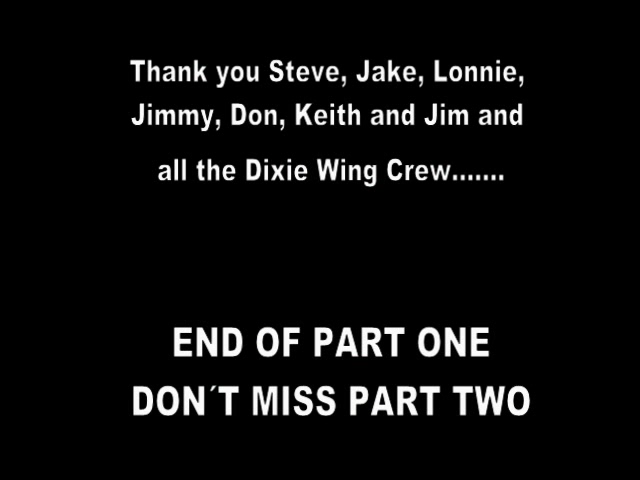 Thank you Steve, Jake, Lonnie,
Jimmy, Don, Keith and Jim and
all the Dixie Wing Crew.......
END OF PART ONE
DON´T MISS PART TWO